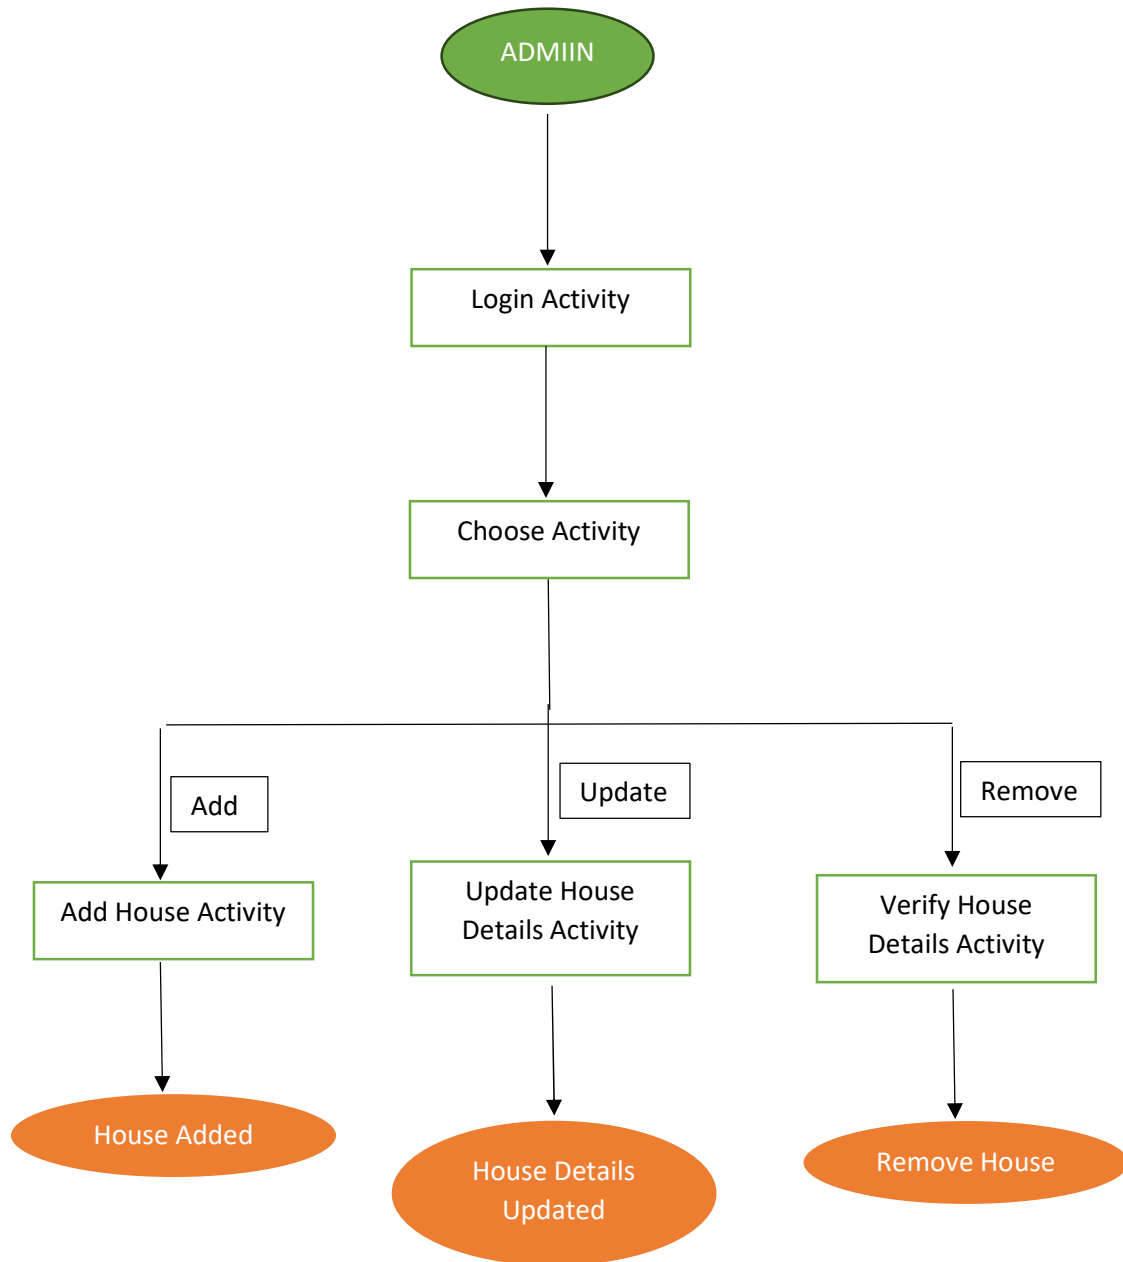 ADMIIN
Login Activity
Choose Activity
Add
Update
Remove
Add House Activity
Update House
Details Activity
Verify House
Details Activity
House Added
House Details
Updated
Remove House